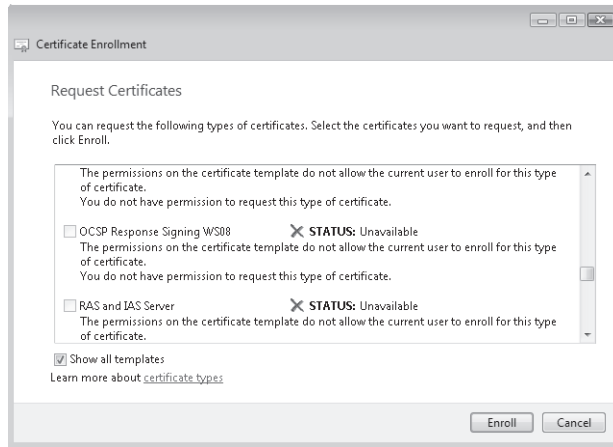 Certificate Enrollment
Request Certificates
You can request the following types of certificates. Select the certificates you want to request, and then
click Enroll.
The permissions on the certificate template do not allow the current user to enroll for this type
of certificate.
You do not have permission to request this type of certificate.
OCSP Response Signing WS08 STATUS: Unavailable
The permissions on the certificate template do not allow the current user to enroll for this type
of certificate.
You do not have permission to request this type of certificate.
RAS and IAS Server STATUS: Unavailable
The permissions on the certificate template do not allow the current user to enroll for this type
of certificate.
Show all templates
Learn more about certificate types
Enroll Cancel